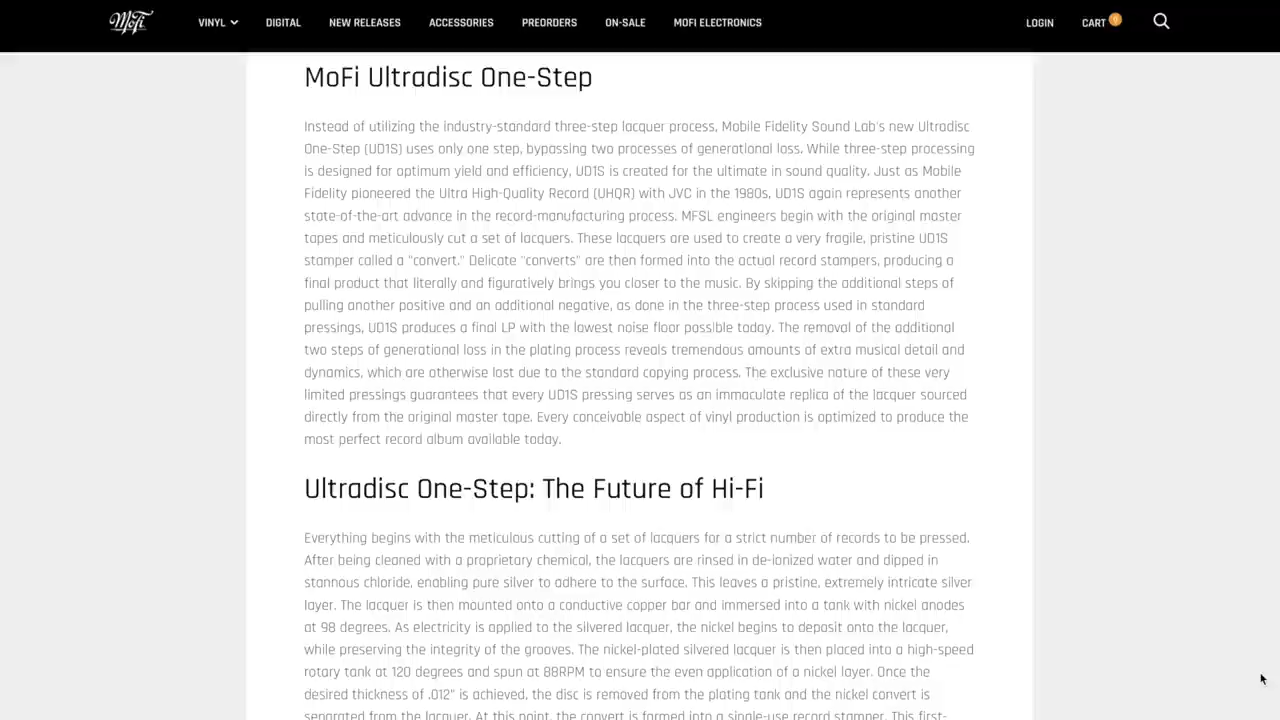 MoFi
VINYL
DIGITAL
NEW RELEASES
ACCESSORIES
PREORDERS
ON-SALE
MOFI ELECTRONICS
LOGIN
CART 0
MoFi Ultradisc One-Step
Instead of utilizing the industry-standard three-step lacquer process, Mobile Fidelity Sound Lab's new Ultradisc
One-Step (UD1S) uses only one step, bypassing two processes of generational loss. While three-step processing
is designed for optimum yield and efficiency, UD1S is created for the ultimate in sound quality. Just as Mobile
Fidelity pioneered the Ultra High-Quality Record (UHQR) with JVC in the 1980s, UD1S again represents another
state-of-the-art advance in the record-manufacturing process. MFSL engineers begin with the original master
tapes and meticulously cut a set of lacquers. These lacquers are used to create a very fragile, pristine UD1S
stamper called a "convert." Delicate "converts" are then formed into the actual record stampers, producing a
final product that literally and figuratively brings you closer to the music. By skipping the additional steps of
pulling another positive and an additional negative, as done in the three-step process used in standard
pressings, UD1S produces a final LP with the lowest noise floor possible today. The removal of the additional
two steps of generational loss in the plating process reveals tremendous amounts of extra musical detail and
dynamics, which are otherwise lost due to the standard copying process. The exclusive nature of these very
limited pressings guarantees that every UD1S pressing serves as an immaculate replica of the lacquer sourced
directly from the original master tape. Every conceivable aspect of vinyl production is optimized to produce the
most perfect record album available today.
Ultradisc One-Step: The Future of Hi-Fi
Everything begins with the meticulous cutting of a set of lacquers for a strict number of records to be pressed.
After being cleaned with a proprietary chemical, the lacquers are rinsed in de-ionized water and dipped in
stannous chloride, enabling pure silver to adhere to the surface. This leaves a pristine, extremely intricate silver
layer. The lacquer is then mounted onto a conductive copper bar and immersed into a tank with nickel anodes
at 98 degrees. As electricity is applied to the silvered lacquer, the nickel begins to deposit onto the lacquer,
while preserving the integrity of the grooves. The nickel-plated silvered lacquer is then placed into a high-speed
rotary tank at 120 degrees and spun at 88RPM to ensure the even application of a nickel layer. Once the
desired thickness of .012" is achieved, the disc is removed from the plating tank and the nickel convert is
separated from the lacquer. At this point, the convert is formed into a single-use record stamper. This first-